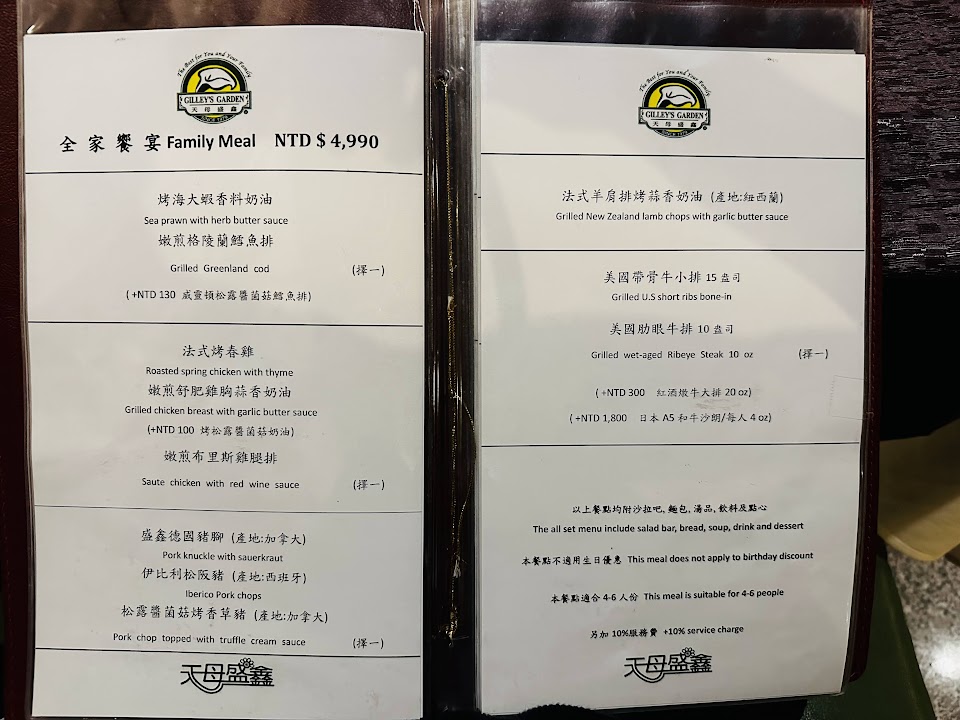 The Best for You and Your Family
GILLEY'S GARDEN
天母盛鑫
全家饗宴 Family Meal NTD $ 4,990
烤海大蝦香料奶油
Sea prawn with herb butter sauce
嫩煎格陵蘭鱈魚排
Grilled Greenland cod (擇一)
( +NTD 130 威靈頓松露醬菌菇鱈魚排)
法式烤春雞
Roasted spring chicken with thyme
嫩煎舒肥雞胸蒜香奶油
Grilled chicken breast with garlic butter sauce
(+NTD 100 烤松露醬菌菇奶油)
嫩煎布里斯雞腿排
Saute chicken with red wine sauce (擇一)
盛鑫德國豬腳 (產地:加拿大)
Pork knuckle with sauerkraut
伊比利松阪豬 (產地:西班牙)
Iberico Pork chops
松露醬菌菇烤香草豬 (產地:加拿大)
Pork chop topped with truffle cream sauce (擇一)
天母盛鑫
The Best for You and Your Family
GILLEY'S GARDEN
天母盛鑫
法式羊肩排烤蒜香奶油 (產地:紐西蘭)
Grilled New Zealand lamb chops with garlic butter sauce
美國帶骨牛小排 15 盎司
Grilled U.S short ribs bone-in
美國肋眼牛排 10 盎司
Grilled wet-aged Ribeye Steak 10 oz (擇一)
( +NTD 300 紅酒燉牛大排 20 oz)
( +NTD 1,800 日本 A5 和牛沙朗/每人 4 oz)
以上餐點均附沙拉吧, 麵包, 湯品, 飲料及點心
The all set menu include salad bar, bread, soup, drink and dessert
本餐點不適用生日優惠 This meal does not apply to birthday discount
本餐點適合 4-6 人份 This meal is suitable for 4-6 people
另加 10%服務費 +10% service charge
天母盛鑫